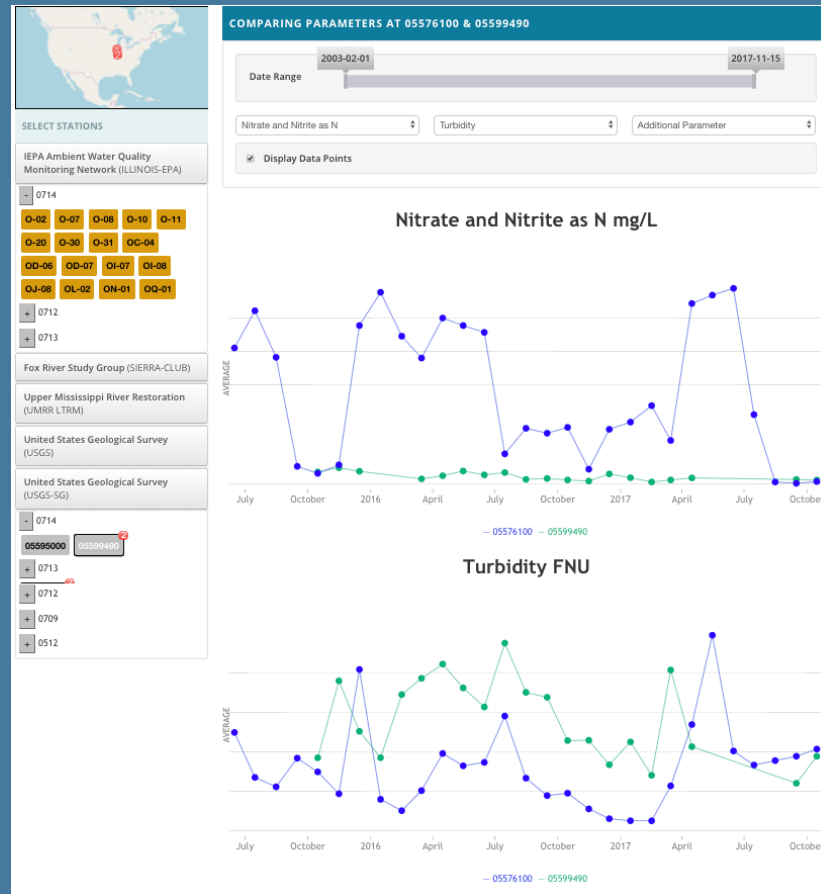 COMPARING PARAMETERS AT 05576100 & 05599490
2003-02-01
2017-11-15
Date Range
Nitrate and Nitrite as N
Turbidity
Additional Parameter
Display Data Points
SELECT STATIONS
IEPA Ambient Water Quality
Monitoring Network (ILLINOIS-EPA)
- 0714
O-02 O-07 O-08 O-10 O-11
O-20 O-30 O-31 OC-04
OD-06 OD-07 OI-07 OI-08
OJ-08 OL-02 ON-01 OQ-01
+ 0712
+ 0713
Fox River Study Group (SIERRA-CLUB)
Upper Mississippi River Restoration
(UMRR LTRM)
United States Geological Survey
(USGS)
United States Geological Survey
(USGS-SG)
- 0714
05595000 05599490 2
+ 0713
+ 0712
+ 0709
+ 0512
Nitrate and Nitrite as N mg/L
AVERAGE
July October 2016 April July October 2017 April July Octobe
— 05576100 — 05599490
Turbidity FNU
AVERAGE
July October 2016 April July October 2017 April July Octobe
— 05576100 — 05599490